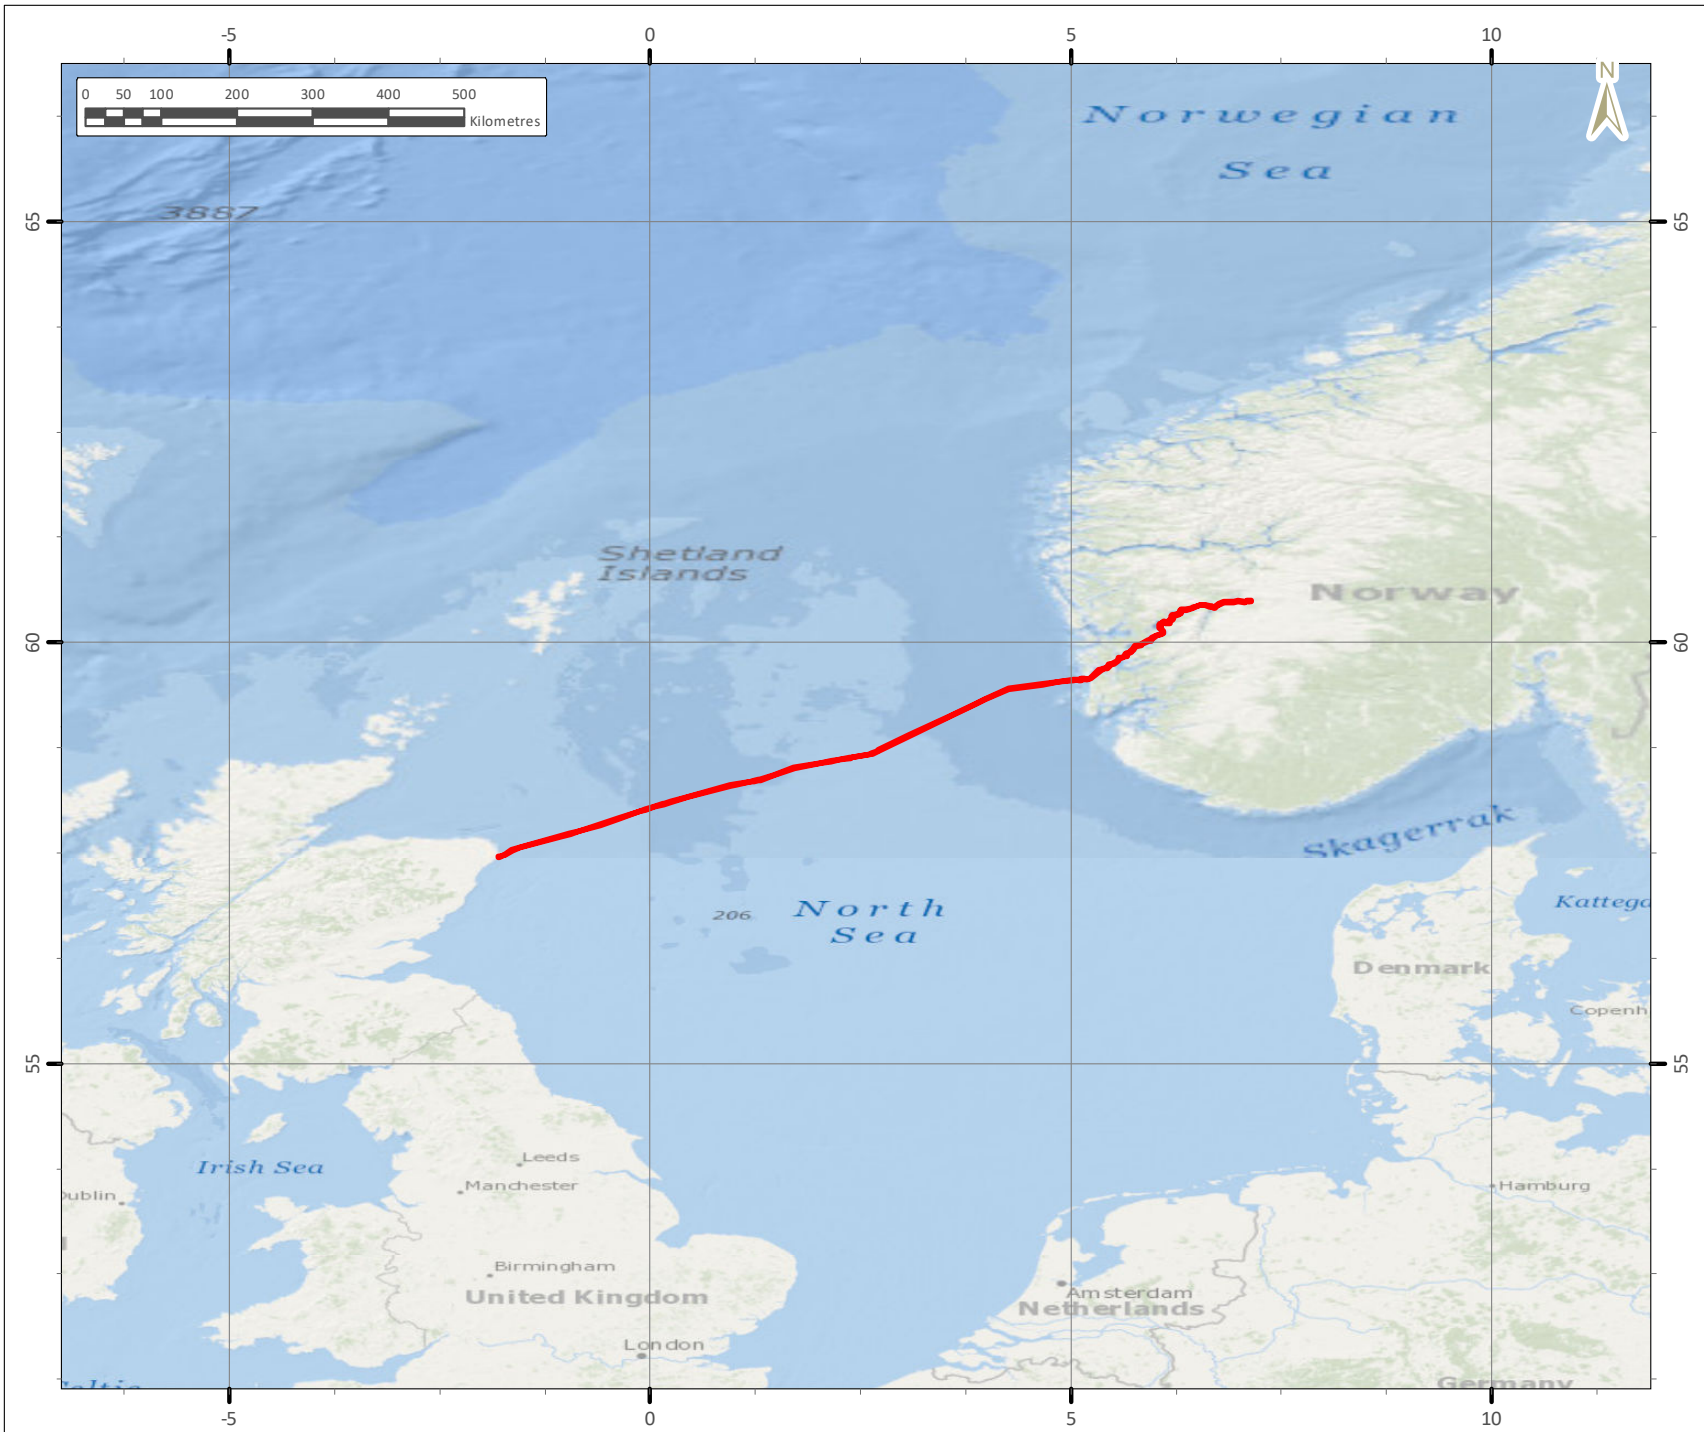 -5 0 5 10
N
0 50 100 200 300 400 500
Kilometres
Norwegian
Sea
3887
65 65
Shetland
Islands
Norway
60 60
Skagerrak
206
North
Sea
Kattega
Denmark
Copenh
55 55
Irish Sea
Leeds
Manchester
Dublin
Hamburg
Birmingham
United Kingdom
Amsterdam
Netherlands
London
Celtic
Germany
-5 0 5 10